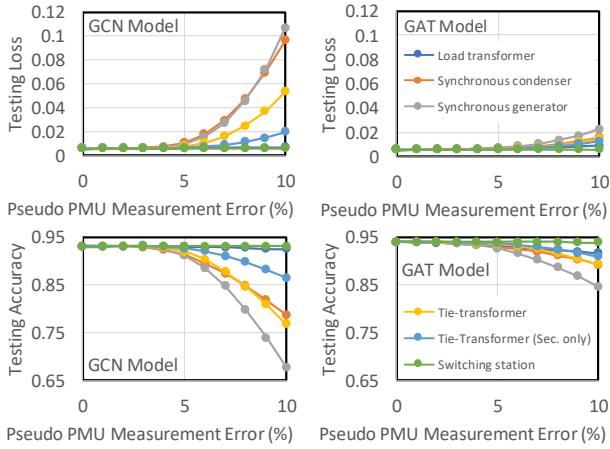 GCN Model
Testing Loss
0.12
0.1
0.08
0.06
0.04
0.02
0
0 5 10
Pseudo PMU Measurement Error (%)
GAT Model
Testing Loss
0.12
0.1
0.08
0.06
0.04
0.02
0
Load transformer
Synchronous condenser
Synchronous generator
0 5 10
Pseudo PMU Measurement Error (%)
Testing Accuracy
0.95
0.85
0.75
0.65
GCN Model
0 5 10
Pseudo PMU Measurement Error (%)
Testing Accuracy
0.95
0.85
0.75
0.65
GAT Model
Tie-transformer
Tie-Transformer (Sec. only)
Switching station
0 5 10
Pseudo PMU Measurement Error (%)